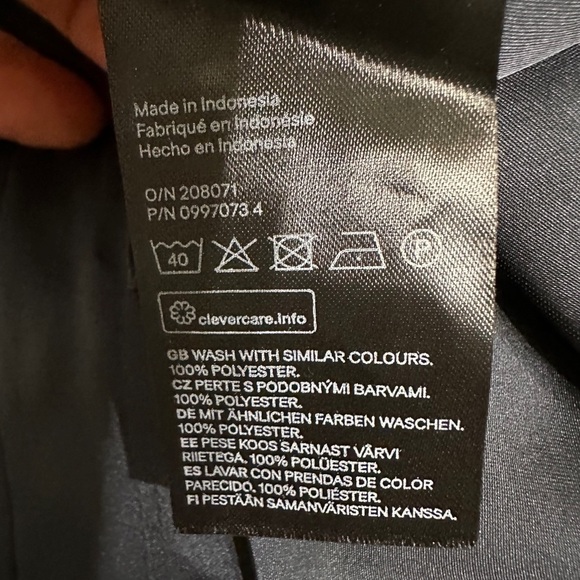 Made in Indonesia
Fabriqué en Indonésie
Hecho en Indonesia
O/N 208071
P/N 0997073 4
40 P
clevercare.info
GB WASH WITH SIMILAR COLOURS.
100% POLYESTER.
CZ PERTE S PODOBNÝMI BARVAMI.
100% POLYESTER.
DE MIT ÄHNLICHEN FARBEN WASCHEN.
100% POLYESTER.
EE PESE KOOS SARNAST VÄRVI
RIIETEGA. 100% POLÜESTER.
ES LAVAR CON PRENDAS DE COLOR
PARECIDO. 100% POLIÉSTER.
FI PESTÄÄN SAMANVÄRISTEN KANSSA.